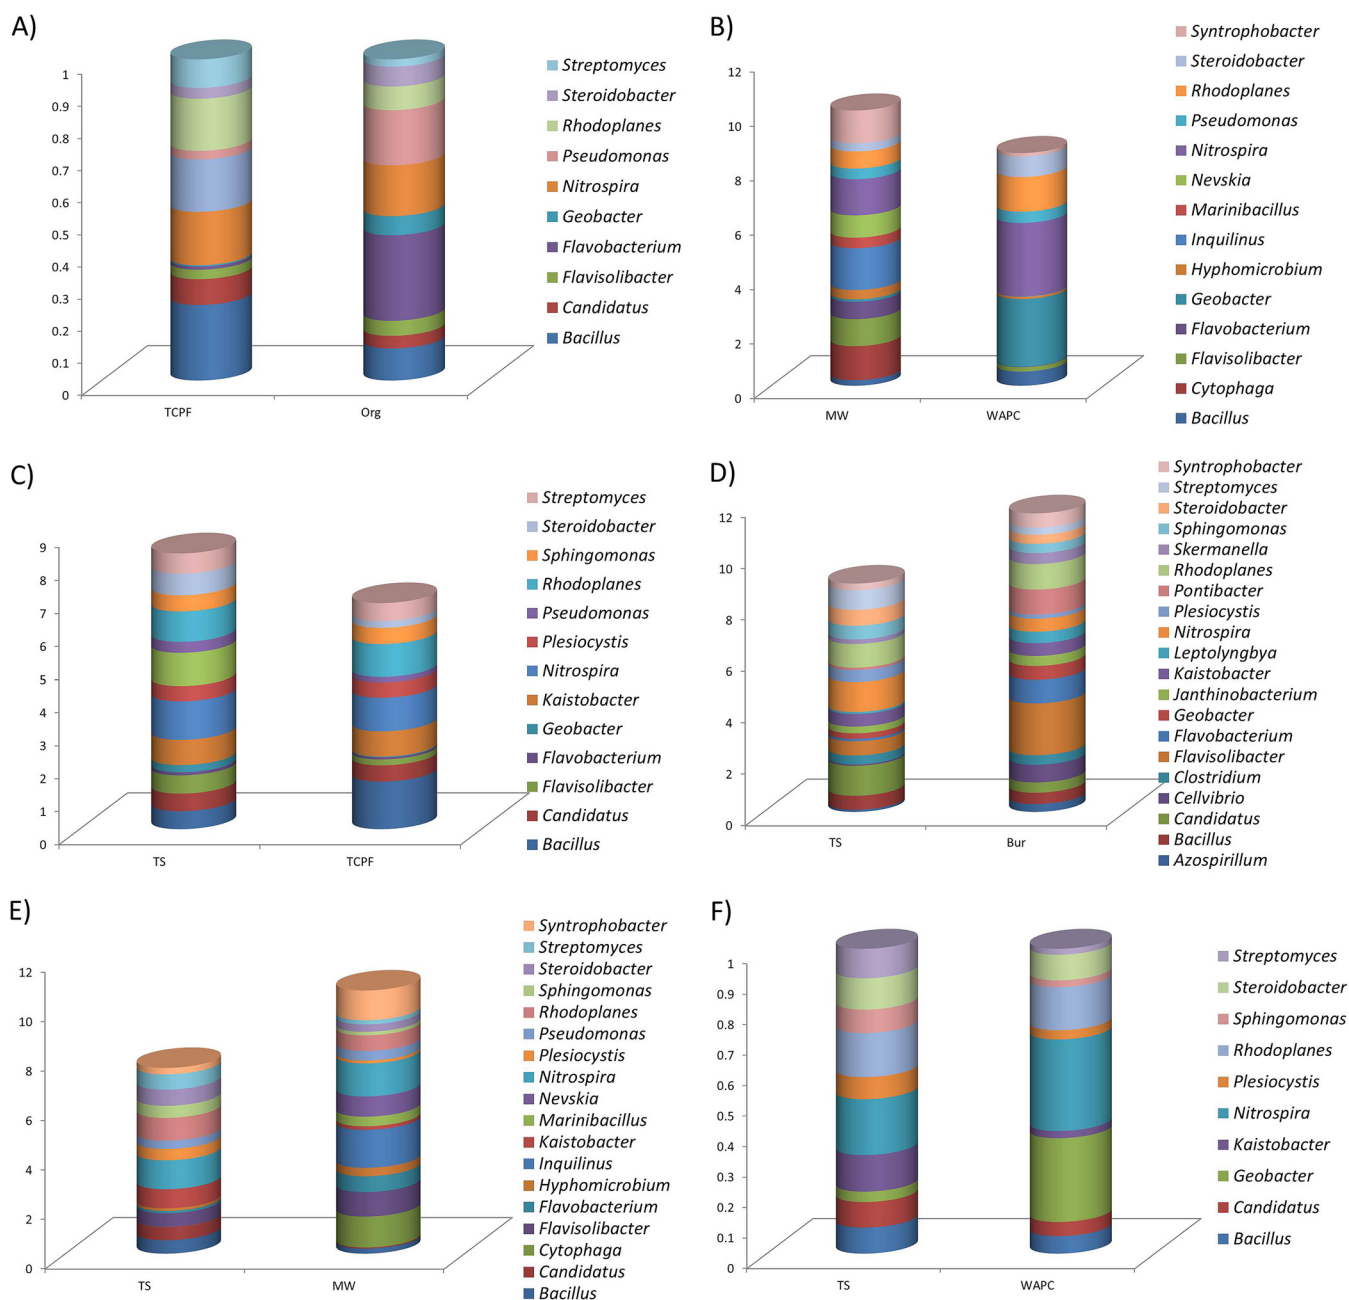 A)
1
0.9
0.8
0.7
0.6
0.5
0.4
0.3
0.2
0.1
0
TCPF
Org
Streptomyces
Steroidobacter
Rhodoplanes
Pseudomonas
Nitrospira
Geobacter
Flavobacterium
Flavisolibacter
Candidatus
Bacillus
B)
12
10
8
6
4
2
0
MW
WAPC
Syntrophobacter
Steroidobacter
Rhodoplanes
Pseudomonas
Nitrospira
Nevskia
Marinibacillus
Inquilinus
Hyphomicrobium
Geobacter
Flavobacterium
Flavisolibacter
Cytophaga
Bacillus
C)
9
8
7
6
5
4
3
2
1
0
TS
TCPF
Streptomyces
Steroidobacter
Sphingomonas
Rhodoplanes
Pseudomonas
Plesiocystis
Nitrospira
Kaistobacter
Geobacter
Flavobacterium
Flavisolibacter
Candidatus
Bacillus
D)
12
10
8
6
4
2
0
TS
Bur
Syntrophobacter
Streptomyces
Steroidobacter
Sphingomonas
Skermanella
Rhodoplanes
Pontibacter
Plesiocystis
Nitrospira
Leptolyngbya
Kaistobacter
Janthinobacterium
Geobacter
Flavobacterium
Flavisolibacter
Clostridium
Cellvibrio
Candidatus
Bacillus
Azospirillum
E)
12
10
8
6
4
2
0
TS
MW
Syntrophobacter
Streptomyces
Steroidobacter
Sphingomonas
Rhodoplanes
Pseudomonas
Plesiocystis
Nitrospira
Nevskia
Marinibacillus
Kaistobacter
Inquilinus
Hyphomicrobium
Flavobacterium
Flavisolibacter
Cytophaga
Candidatus
Bacillus
F)
1
0.9
0.8
0.7
0.6
0.5
0.4
0.3
0.2
0.1
0
TS
WAPC
Streptomyces
Steroidobacter
Sphingomonas
Rhodoplanes
Plesiocystis
Nitrospira
Kaistobacter
Geobacter
Candidatus
Bacillus